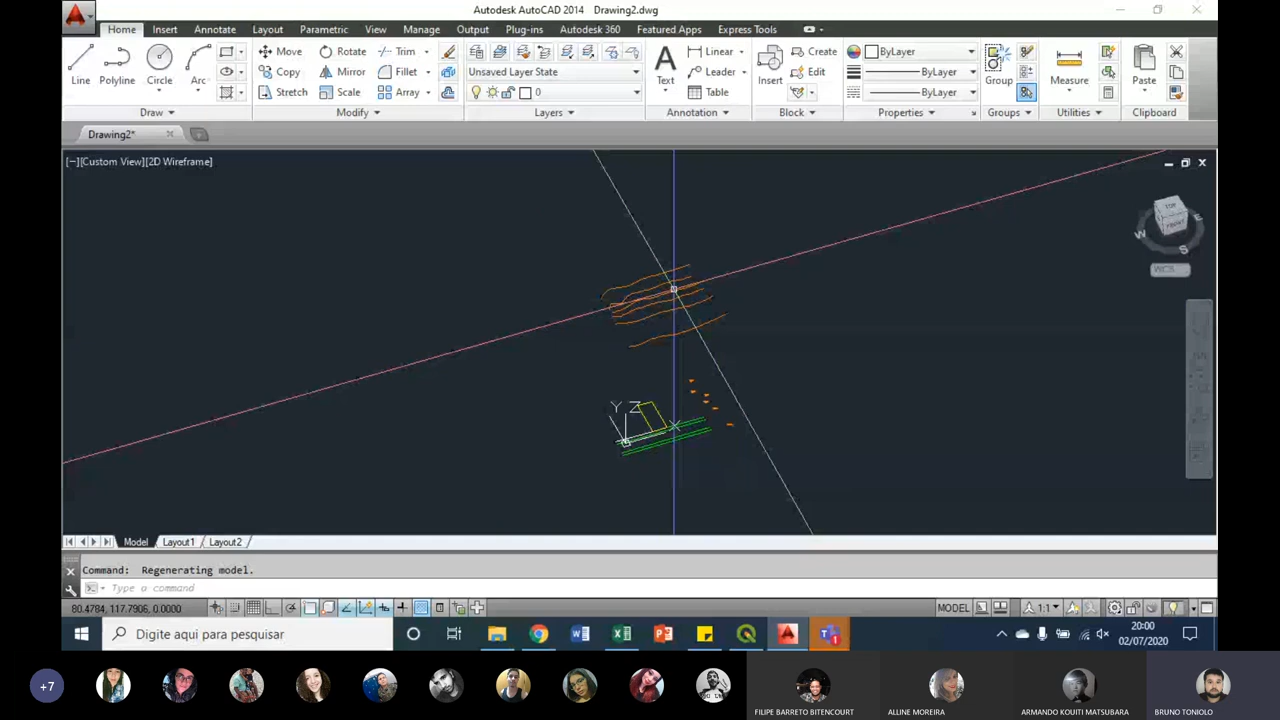 Autodesk AutoCAD 2014 Drawing2.dwg
Home Insert Annotate Layout Parametric View Manage Output Plug-ins Autodesk 360 Featured Apps Express Tools
Line Polyline Circle Arc
Move Rotate Trim
Copy Mirror Fillet
Stretch Scale Array
Unsaved Layer State
0
Text
Linear
Leader
Table
Insert
Create
Edit
ByLayer
ByLayer
ByLayer
Group
Measure
Paste
Draw Modify Layers Annotation Block Properties Groups Utilities Clipboard
Drawing2*
[−][Custom View][2D Wireframe]
TOP
FRONT
W S E
WCS
Y Z X
Model Layout1 Layout2
Command: Regenerating model.
Type a command
80.4784, 117.7906, 0.0000
MODEL
1:1
Digite aqui para pesquisar
20:00
02/07/2020
+7
FILIPE BARRETO BITENCOURT
ALLINE MOREIRA
ARMANDO KOUITI MATSUBARA
BRUNO TONIOLO